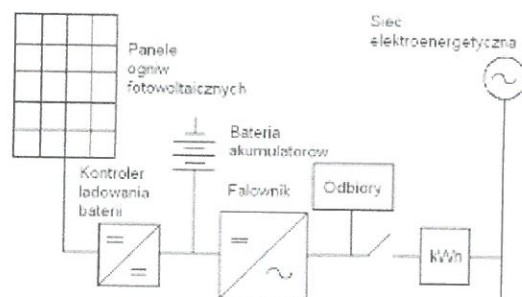 Panele
ogniw
fotowoltaicznych
Sieć
elektroenergetyczna
Bateria
akumulatorów
Kontroler
ładowania
baterii
Falownik
Odbiory
kWh